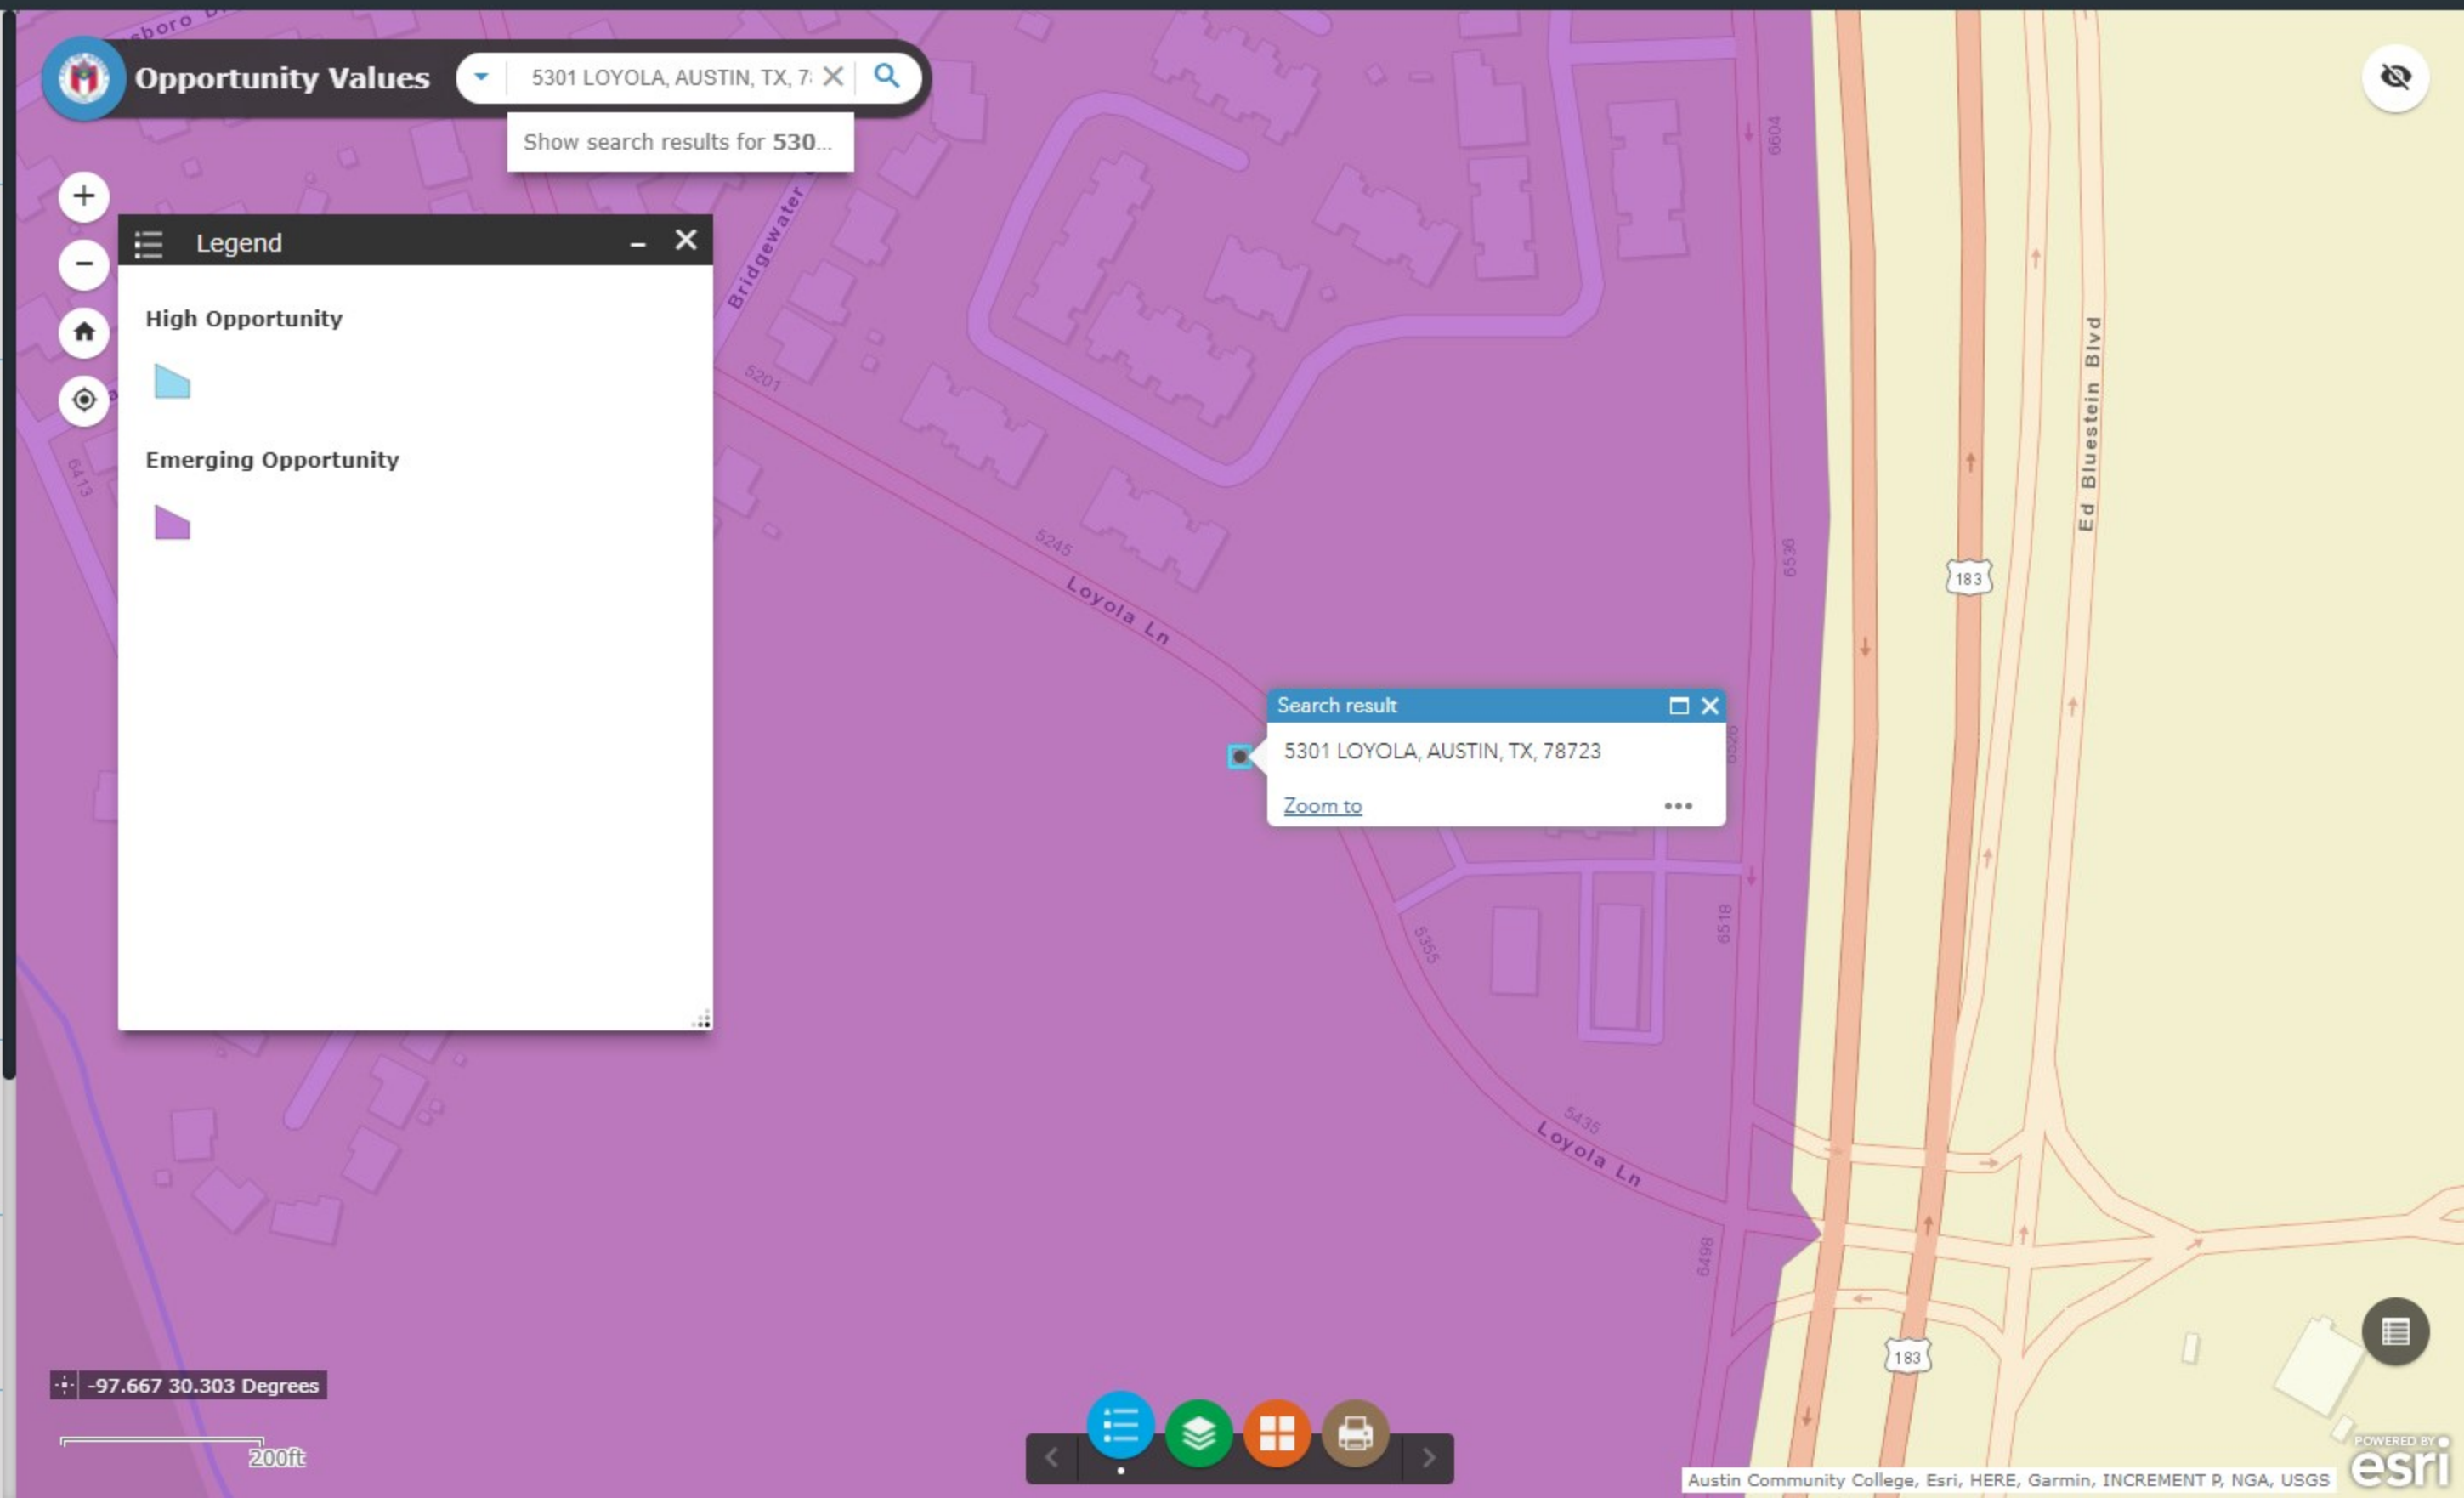 sboro D
Opportunity Values
5301 LOYOLA, AUSTIN, TX, 7
Show search results for 530...
Legend
High Opportunity
Emerging Opportunity
Bridgewater
5201
6413
5245
Loyola Ln
6604
6536
183
Ed Bluestein Blvd
Search result
5301 LOYOLA, AUSTIN, TX, 78723
Zoom to
5355
6518
5435
Loyola Ln
6498
183
-97.667 30.303 Degrees
200ft
POWERED BY
esri
Austin Community College, Esri, HERE, Garmin, INCREMENT P, NGA, USGS